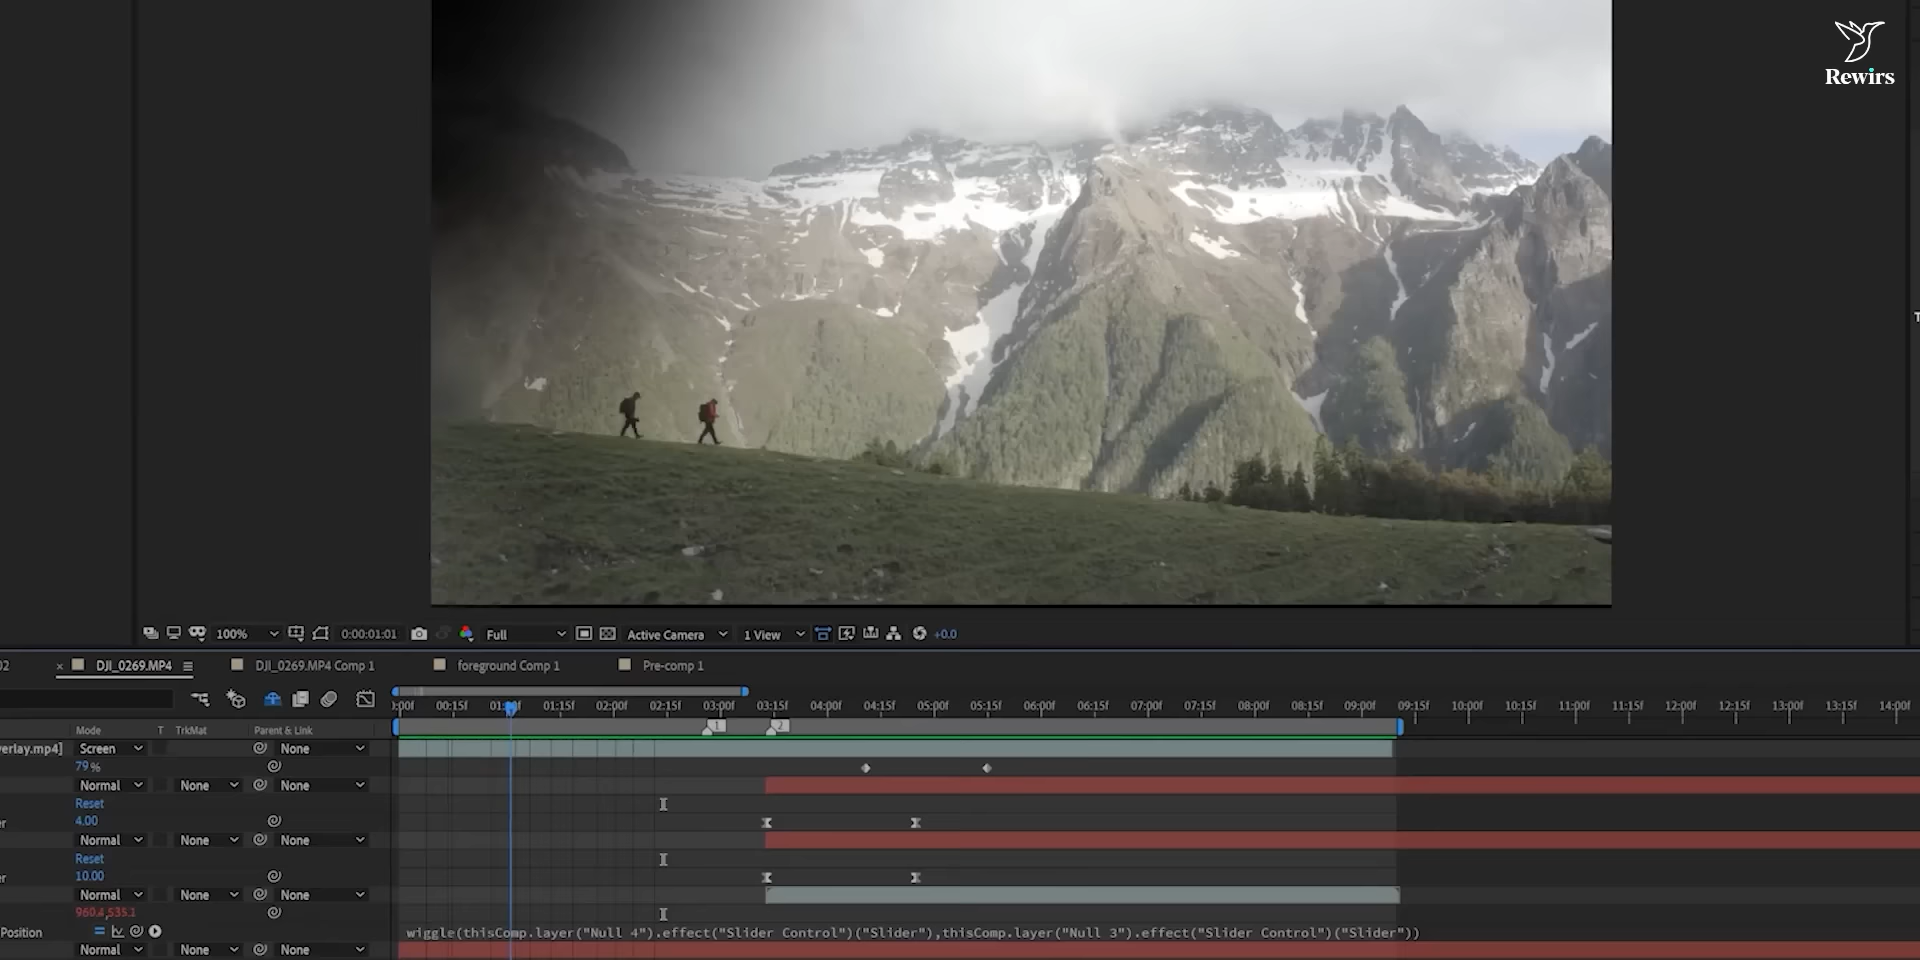 Rewirs
100%
0:00:01:01
Full
Active Camera
1 View
+0.0
02
× DJI_0269.MP4
DJI_0269.MP4 Comp 1
foreground Comp 1
Pre-comp 1
00:15f
01:15f
02:00f
02:15f
03:00f
03:15f
04:00f
04:15f
05:00f
05:15f
06:00f
06:15f
07:00f
07:15f
08:00f
08:15f
09:00f
09:15f
10:00f
10:15f
11:00f
11:15f
12:00f
12:15f
13:00f
13:15f
14:00f
1
2
Mode T TrkMat Parent & Link
verlay.mp4] Screen None
79%
Normal None None
Reset
er 4.00
Normal None None
Reset
er 10.00
Normal None None
960.4,535.1
Position wiggle(thisComp.layer("Null 4").effect("Slider Control")("Slider"),thisComp.layer("Null 3").effect("Slider Control")("Slider"))
Normal None None